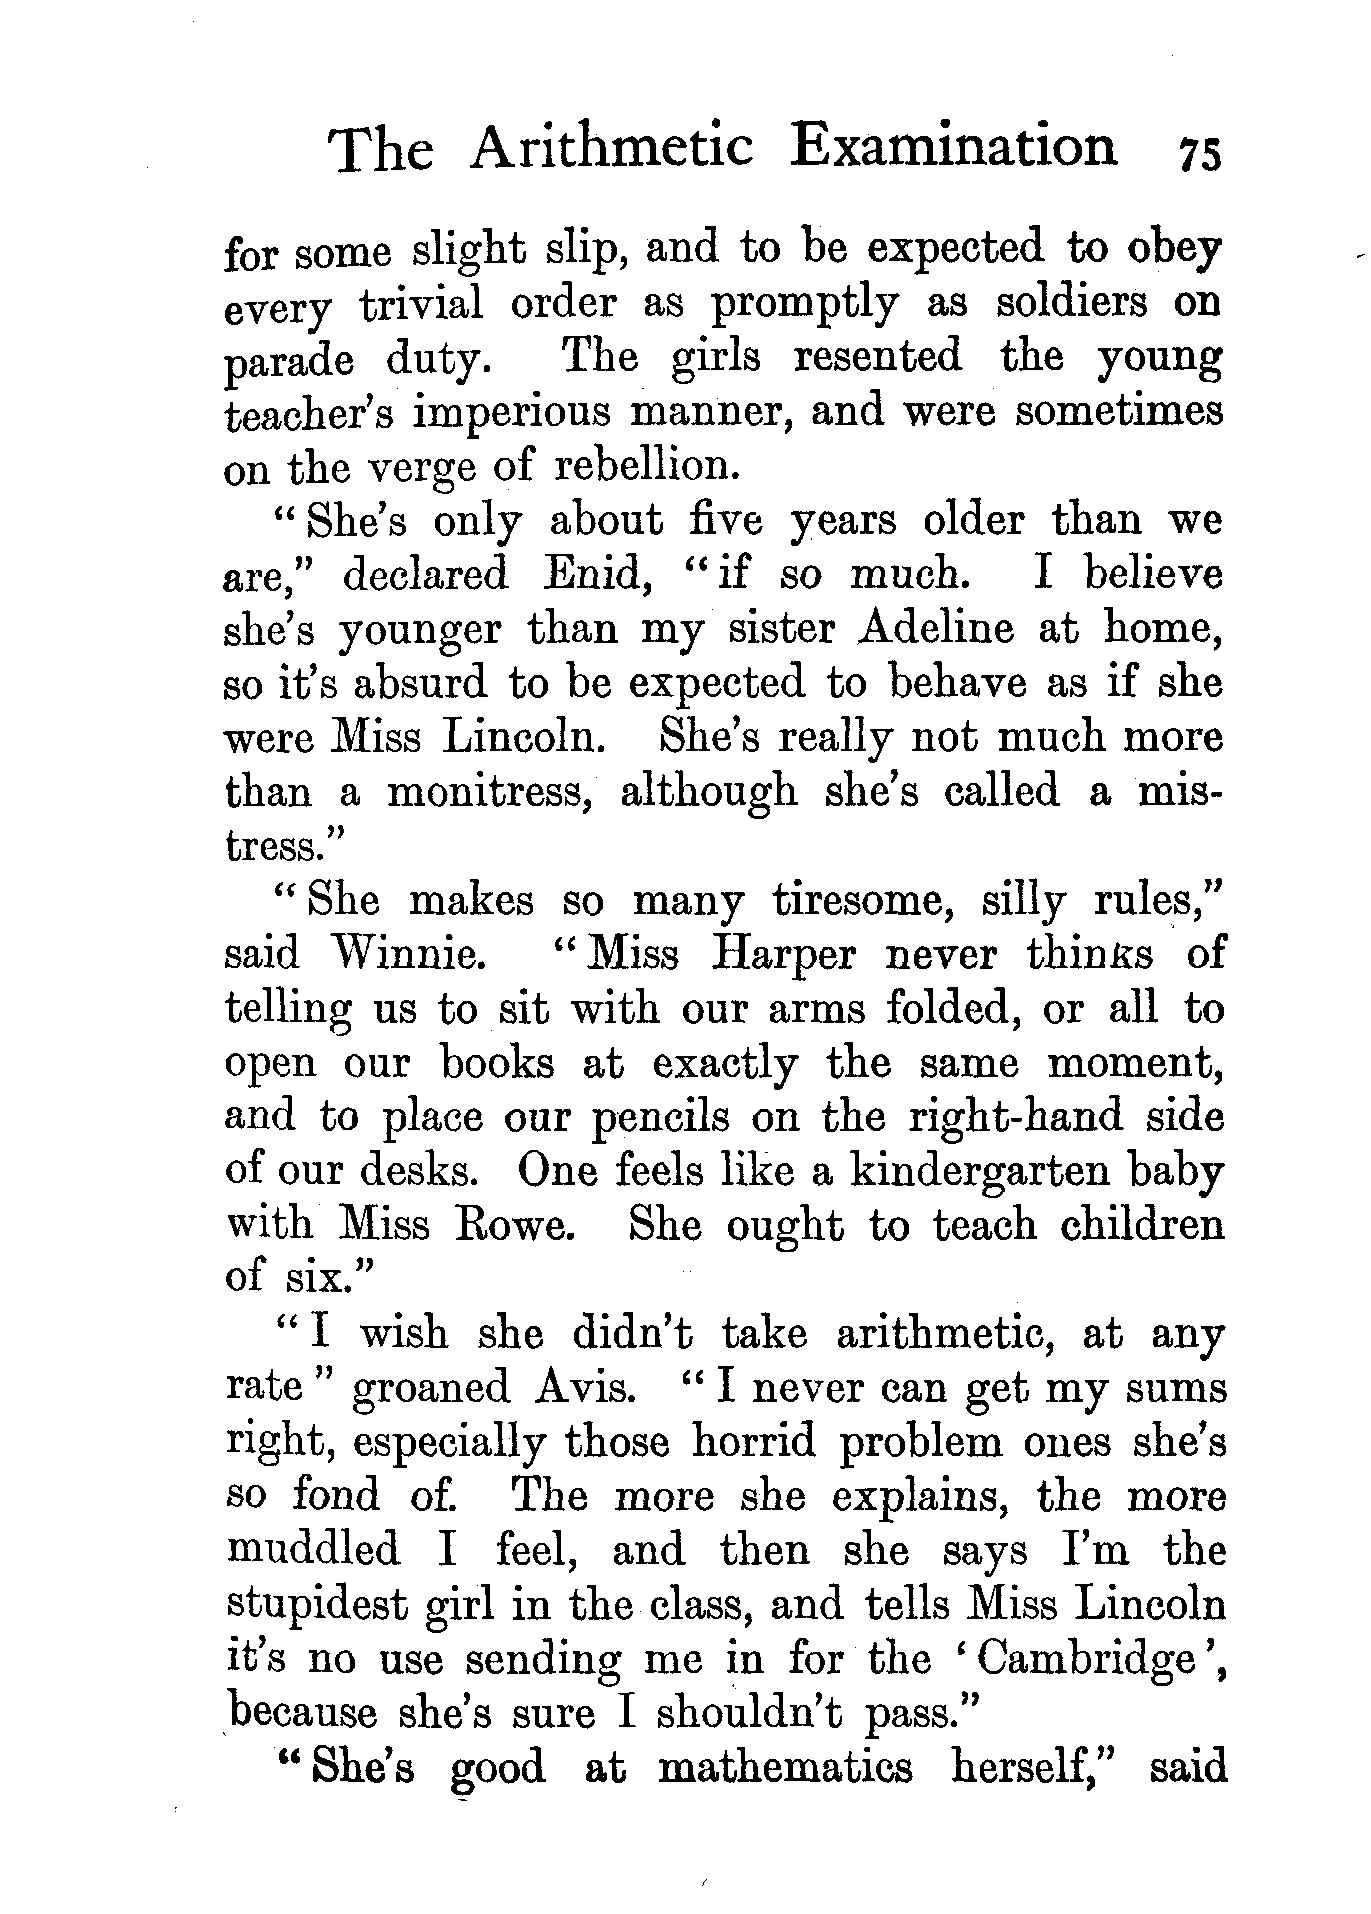 The Arithmetic Examination 75
for some slight slip, and to be expected to obey
every trivial order as promptly as soldiers on
parade duty. The girls resented the young
teacher's imperious manner, and were sometimes
on the verge of rebellion.
"She's only about five years older than we
are," declared Enid, "if so much. I believe
she's younger than my sister Adeline at home,
so it's absurd to be expected to behave as if she
were Miss Lincoln. She's really not much more
than a monitress, although she's called a mis-
tress."
"She makes so many tiresome, silly rules,"
said Winnie. "Miss Harper never thinks of
telling us to sit with our arms folded, or all to
open our books at exactly the same moment,
and to place our pencils on the right-hand side
of our desks. One feels like a kindergarten baby
with Miss Rowe. She ought to teach children
of six."
"I wish she didn't take arithmetic, at any
rate" groaned Avis. "I never can get my sums
right, especially those horrid problem ones she's
so fond of. The more she explains, the more
muddled I feel, and then she says I'm the
stupidest girl in the class, and tells Miss Lincoln
it's no use sending me in for the 'Cambridge',
because she's sure I shouldn't pass."
"She's good at mathematics herself," said